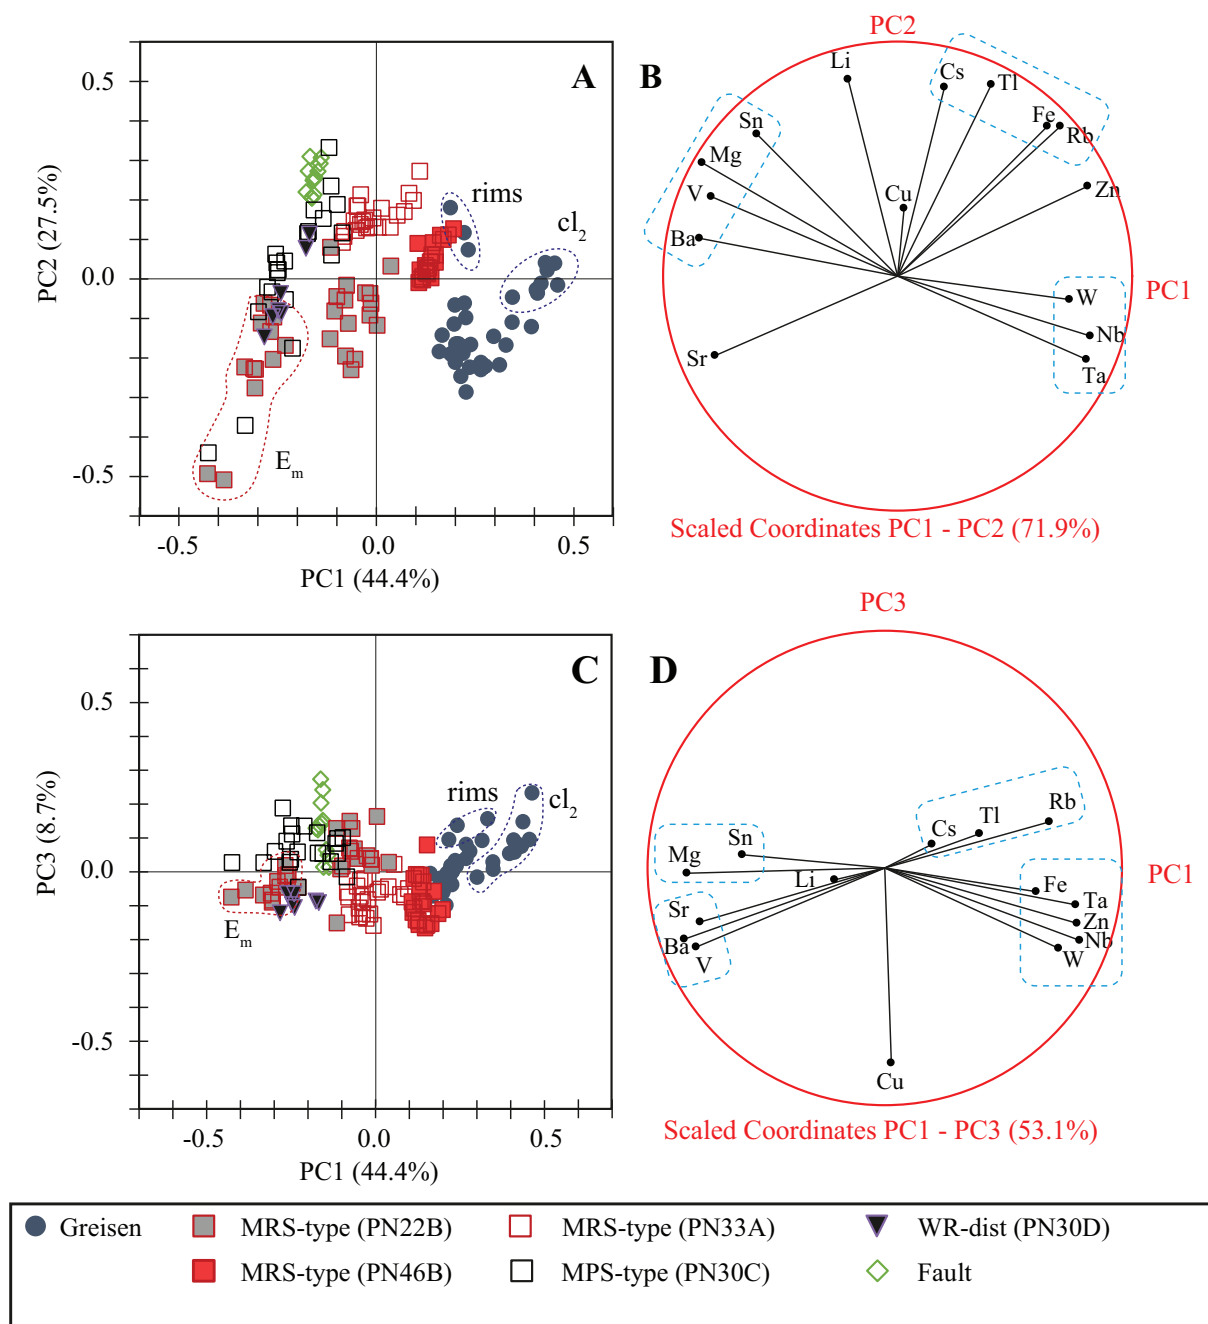 A
PC2 (27.5%)
0.5
0.0
-0.5
rims
cl2
Em
-0.5
0.0
0.5
PC1 (44.4%)
B
PC2
Li
Cs
Tl
Sn
Fe
Rb
Mg
Zn
V
Cu
Ba
PC1
W
Nb
Sr
Ta
Scaled Coordinates PC1 - PC2 (71.9%)
C
PC3 (8.7%)
0.5
0.0
-0.5
rims
cl2
Em
-0.5
0.0
0.5
PC1 (44.4%)
PC3
D
Rb
Tl
Cs
Sn
Mg
Li
PC1
Fe
Ta
Sr
Zn
Nb
Ba
W
V
Cu
Scaled Coordinates PC1 - PC3 (53.1%)
Greisen
MRS-type (PN22B)
MRS-type (PN33A)
WR-dist (PN30D)
MRS-type (PN46B)
MPS-type (PN30C)
Fault